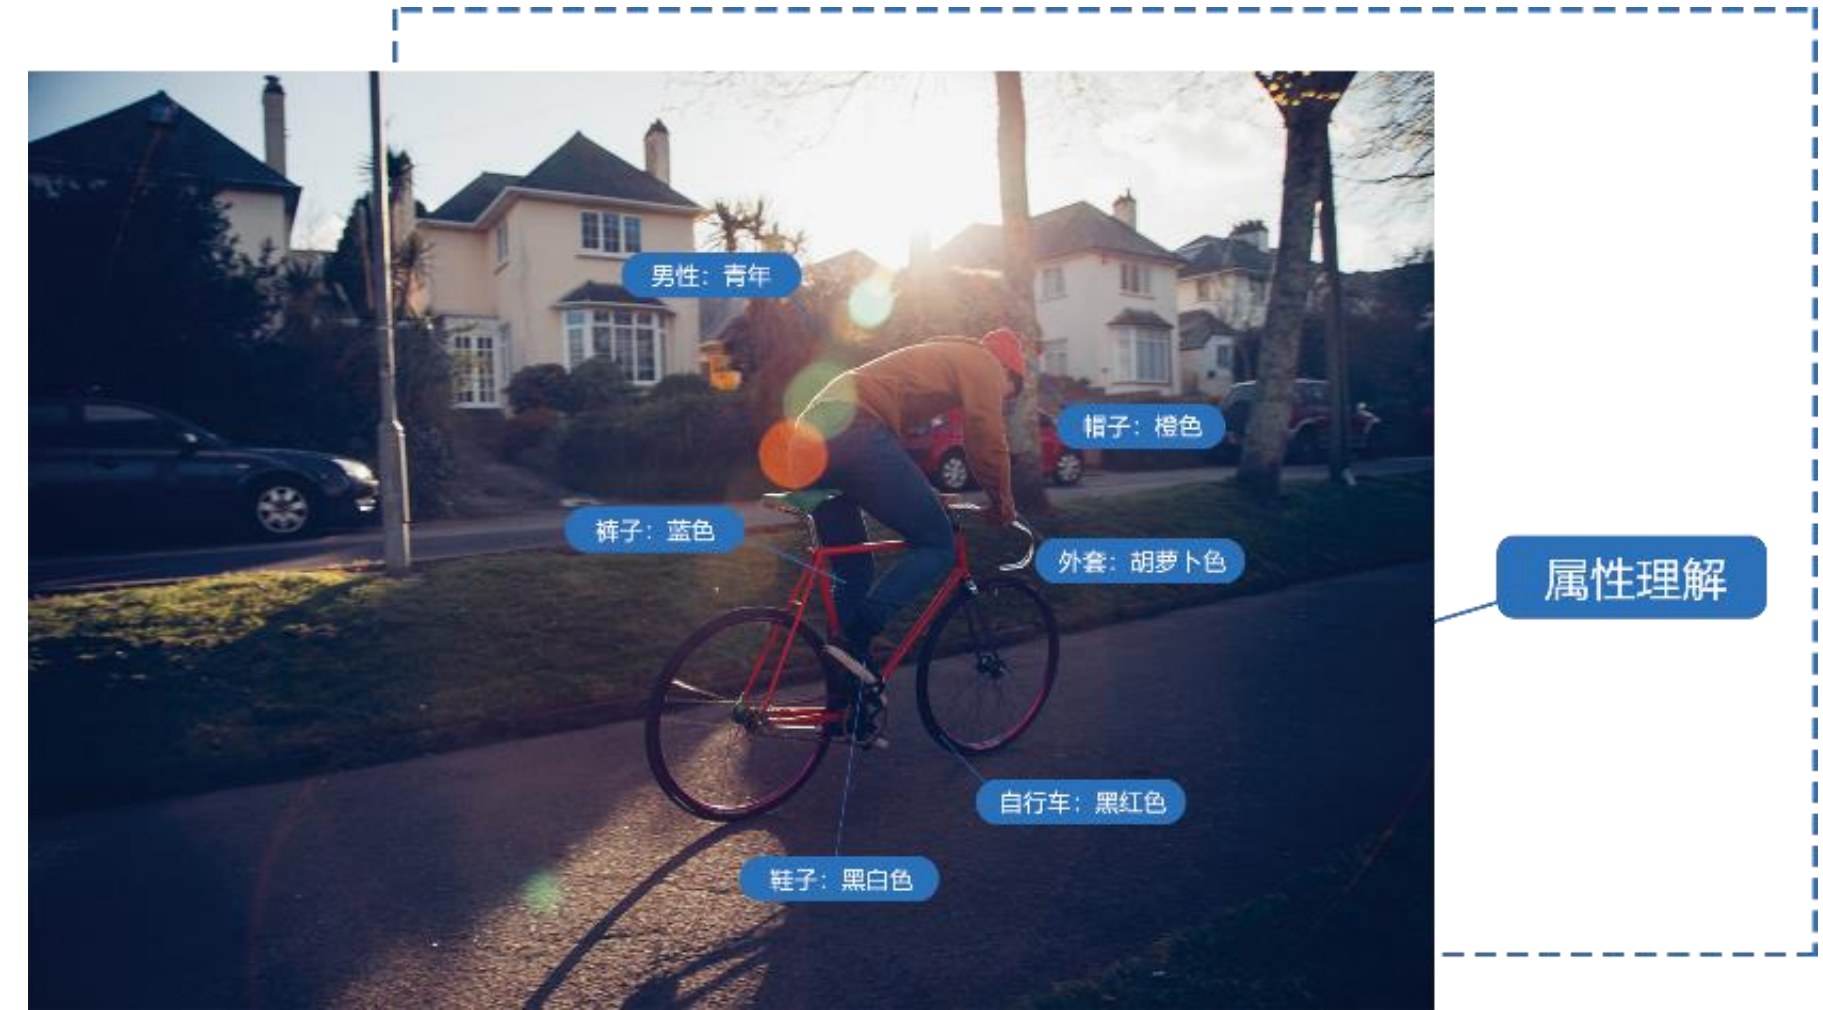 男性：青年
帽子：橙色
裤子：蓝色
外套：胡萝卜色
属性理解
自行车：黑红色
鞋子：黑白色